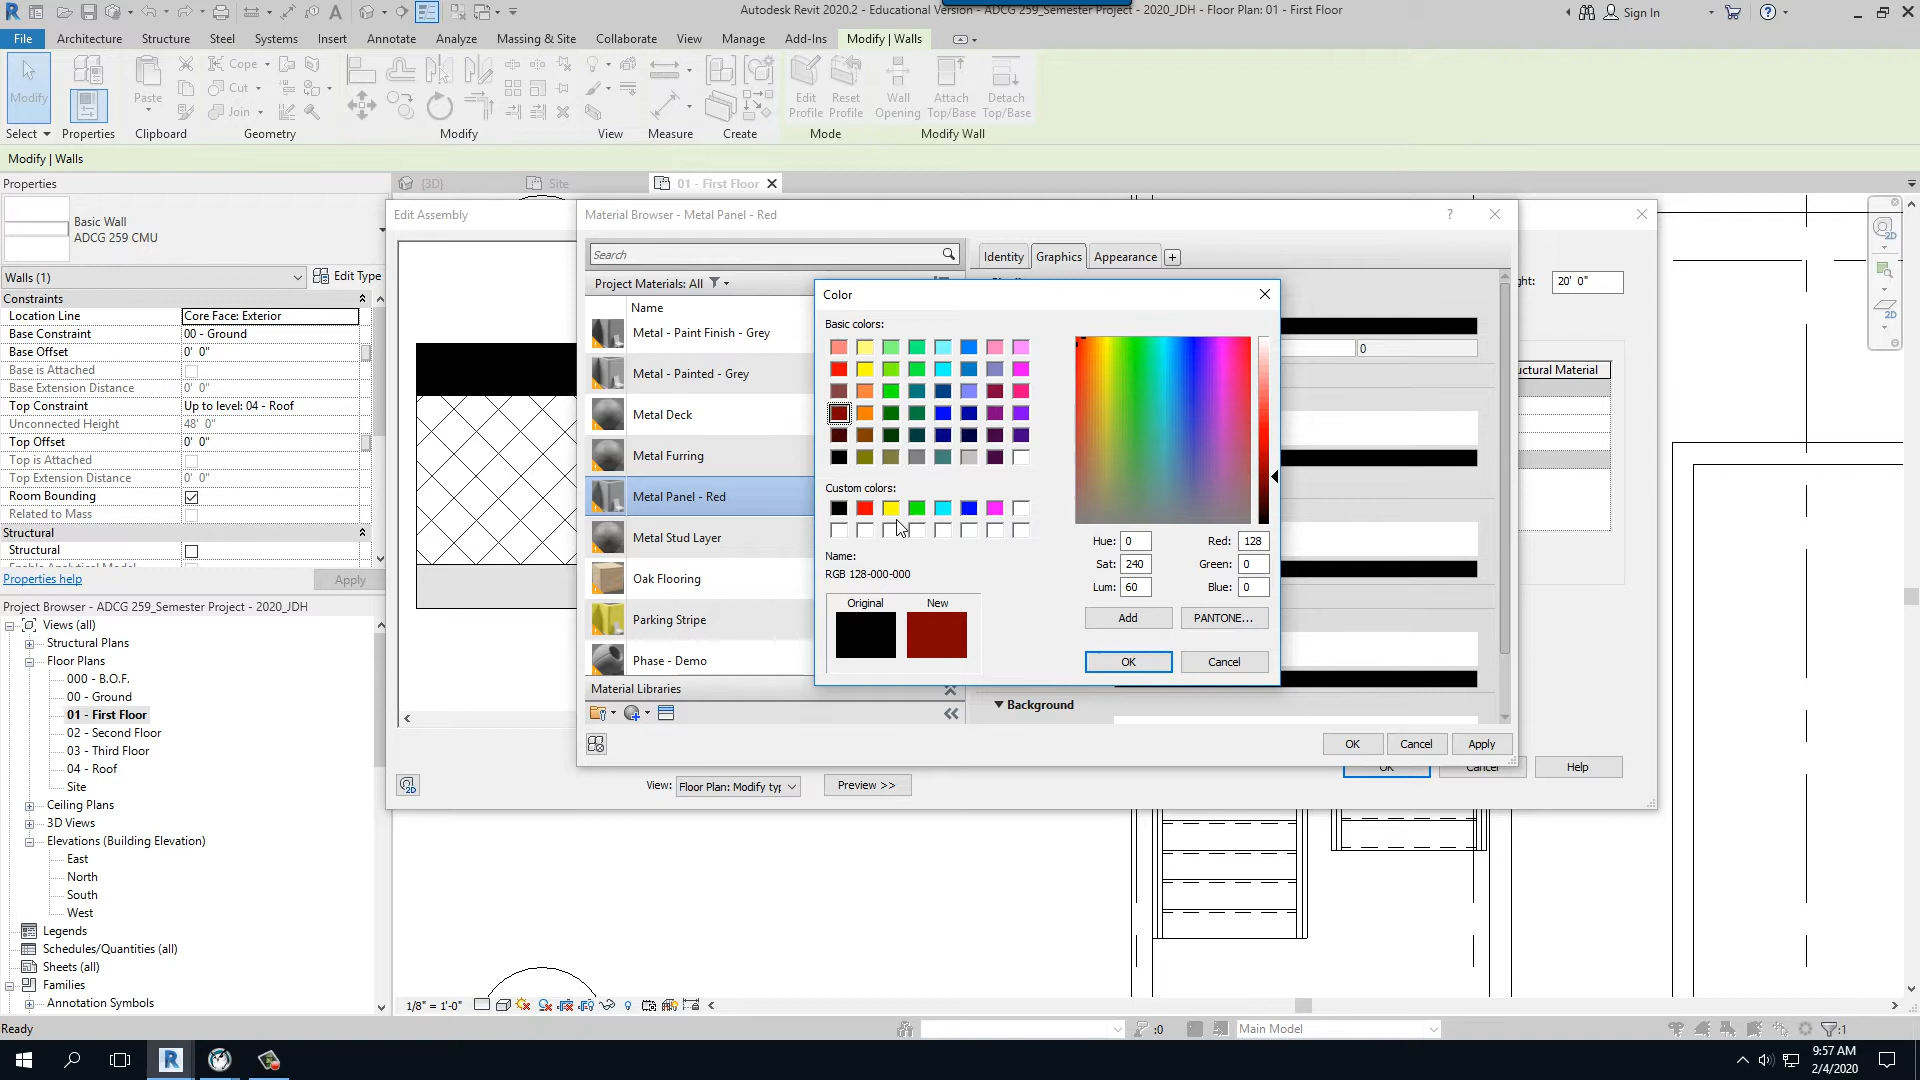 Autodesk Revit 2020.2 - Educational Version - ADCG 259_Semester Project - 2020_JDH - Floor Plan: 01 - First Floor
Sign In
File Architecture Structure Steel Systems Insert Annotate Analyze Massing & Site Collaborate View Manage Add-Ins Modify | Walls
Modify
Paste
Cope
Cut
Join
Edit Profile
Reset Profile
Wall Opening
Attach Top/Base
Detach Top/Base
Select Properties Clipboard Geometry Modify View Measure Create Mode Modify Wall
Modify | Walls
Properties
{3D}
Site
01 - First Floor
Basic Wall
ADCG 259 CMU
Walls (1)
Edit Type
Constraints
Location Line Core Face: Exterior
Base Constraint 00 - Ground
Base Offset 0' 0"
Base is Attached
Base Extension Distance 0' 0"
Top Constraint Up to level: 04 - Roof
Unconnected Height 48' 0"
Top Offset 0' 0"
Top is Attached
Top Extension Distance 0' 0"
Room Bounding
Related to Mass
Structural
Structural
Properties help
Apply
Project Browser - ADCG 259_Semester Project - 2020_JDH
Views (all)
Structural Plans
Floor Plans
000 - B.O.F.
00 - Ground
01 - First Floor
02 - Second Floor
03 - Third Floor
04 - Roof
Site
Ceiling Plans
3D Views
Elevations (Building Elevation)
East
North
South
West
Legends
Schedules/Quantities (all)
Sheets (all)
Families
Annotation Symbols
Edit Assembly
ght: 20' 0"
uctural Material
View: Floor Plan: Modify typ
Preview >>
OK
Cancel
Help
Material Browser - Metal Panel - Red
?
Search
Project Materials: All
Name
Metal - Paint Finish - Grey
Metal - Painted - Grey
Metal Deck
Metal Furring
Metal Panel - Red
Metal Stud Layer
Oak Flooring
Parking Stripe
Phase - Demo
Material Libraries
Identity Graphics Appearance +
0
Background
OK Cancel Apply
Color
Basic colors:
Custom colors:
Name:
RGB 128-000-000
Original New
Hue: 0 Red: 128
Sat: 240 Green: 0
Lum: 60 Blue: 0
Add PANTONE...
OK Cancel
1/8" = 1'-0"
2D
2D
2D
Ready
:0
Main Model
:1
9:57 AM
2/4/2020